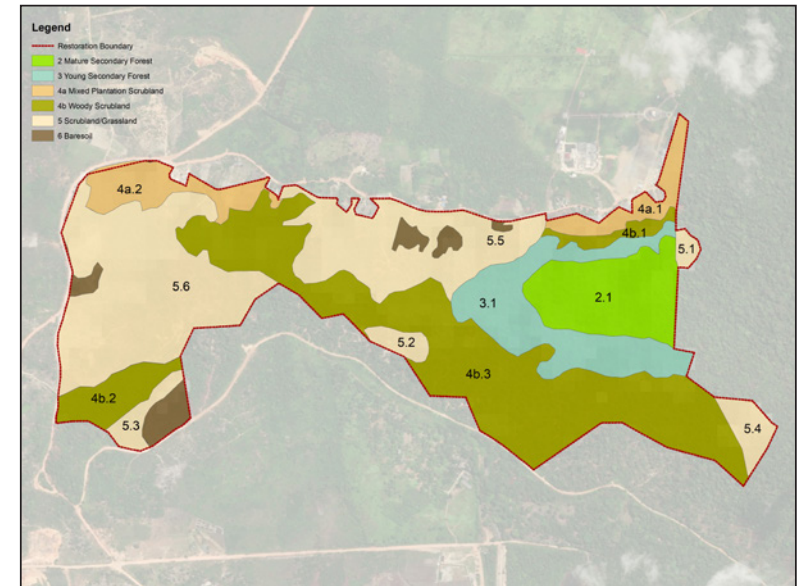 Legend
Restoration Boundary
2 Mature Secondary Forest
3 Young Secondary Forest
4a Mixed Plantation Scrubland
4b Woody Scrubland
5 Scrubland/Grassland
6 Baresoil
4a.2
4a.1
4b.1
5.5
5.1
5.6
2.1
3.1
5.2
4b.3
4b.2
5.3
5.4